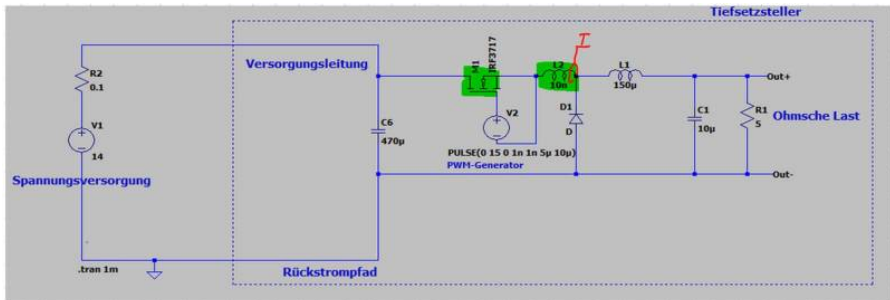 Tiefsetzsteller
I
R2
0.1
V1
14
Spannungsversorgung
.tran 1m
Versorgungsleitung
C6
470µ
Rückstrompfad
M1
IRF3717
V2
PULSE(0 15 0 1n 1n 5µ 10µ)
PWM-Generator
L2
10n
D1
D
L1
150µ
C1
10µ
R1
5
Out+
Ohmsche Last
Out-